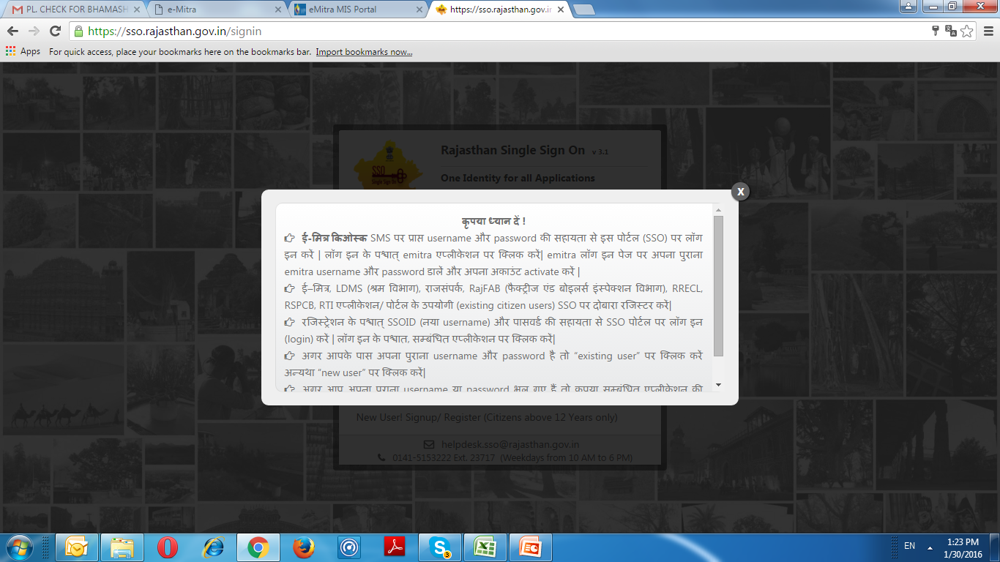 PL. CHECK FOR BHAMASH
e-Mitra
eMitra MIS Portal
https://sso.rajasthan.gov.in
https://sso.rajasthan.gov.in/signin
Apps For quick access, place your bookmarks here on the bookmarks bar. Import bookmarks now...
SSO
Single Sign On
Rajasthan Single Sign On v 3.1
One Identity for all Applications
x
कृपया ध्यान दें !
ई-मित्र किओस्क SMS पर प्राप्त username और password की सहायता से इस पोर्टल (SSO) पर लॉग
इन करें | लॉग इन के पश्चात् emitra एप्लीकेशन पर क्लिक करें| emitra लॉग इन पेज पर अपना पुराना
emitra username और password डालें और अपना अकाउंट activate करें |
ई–मित्र, LDMS (श्रम विभाग), राजसंपर्क, RajFAB (फैक्ट्रीज एंड बोइलर्स इंस्पेक्शन विभाग), RRECL,
RSPCB, RTI एप्लीकेशन/ पोर्टल के उपयोगी (existing citizen users) SSO पर दोबारा रजिस्टर करें|
रजिस्ट्रेशन के पश्चात् SSOID (नया username) और पासवर्ड की सहायता से SSO पोर्टल पर लॉग इन
(login) करें | लॉग इन के पश्चात, सम्बंधित एप्लीकेशन पर क्लिक करें|
अगर आपके पास अपना पुराना username और password है तो “existing user” पर क्लिक करें
अन्यथा “new user” पर क्लिक करें|
अगर आप अपना पुराना username या password भूल गए हैं तो कृपया सम्बंधित एप्लीकेशन की
New User! Signup/ Register (Citizens above 12 Years only)
helpdesk.sso@rajasthan.gov.in
0141-5153222 Ext. 23717 (Weekdays from 10 AM to 6 PM)
3
EN
1:23 PM
1/30/2016